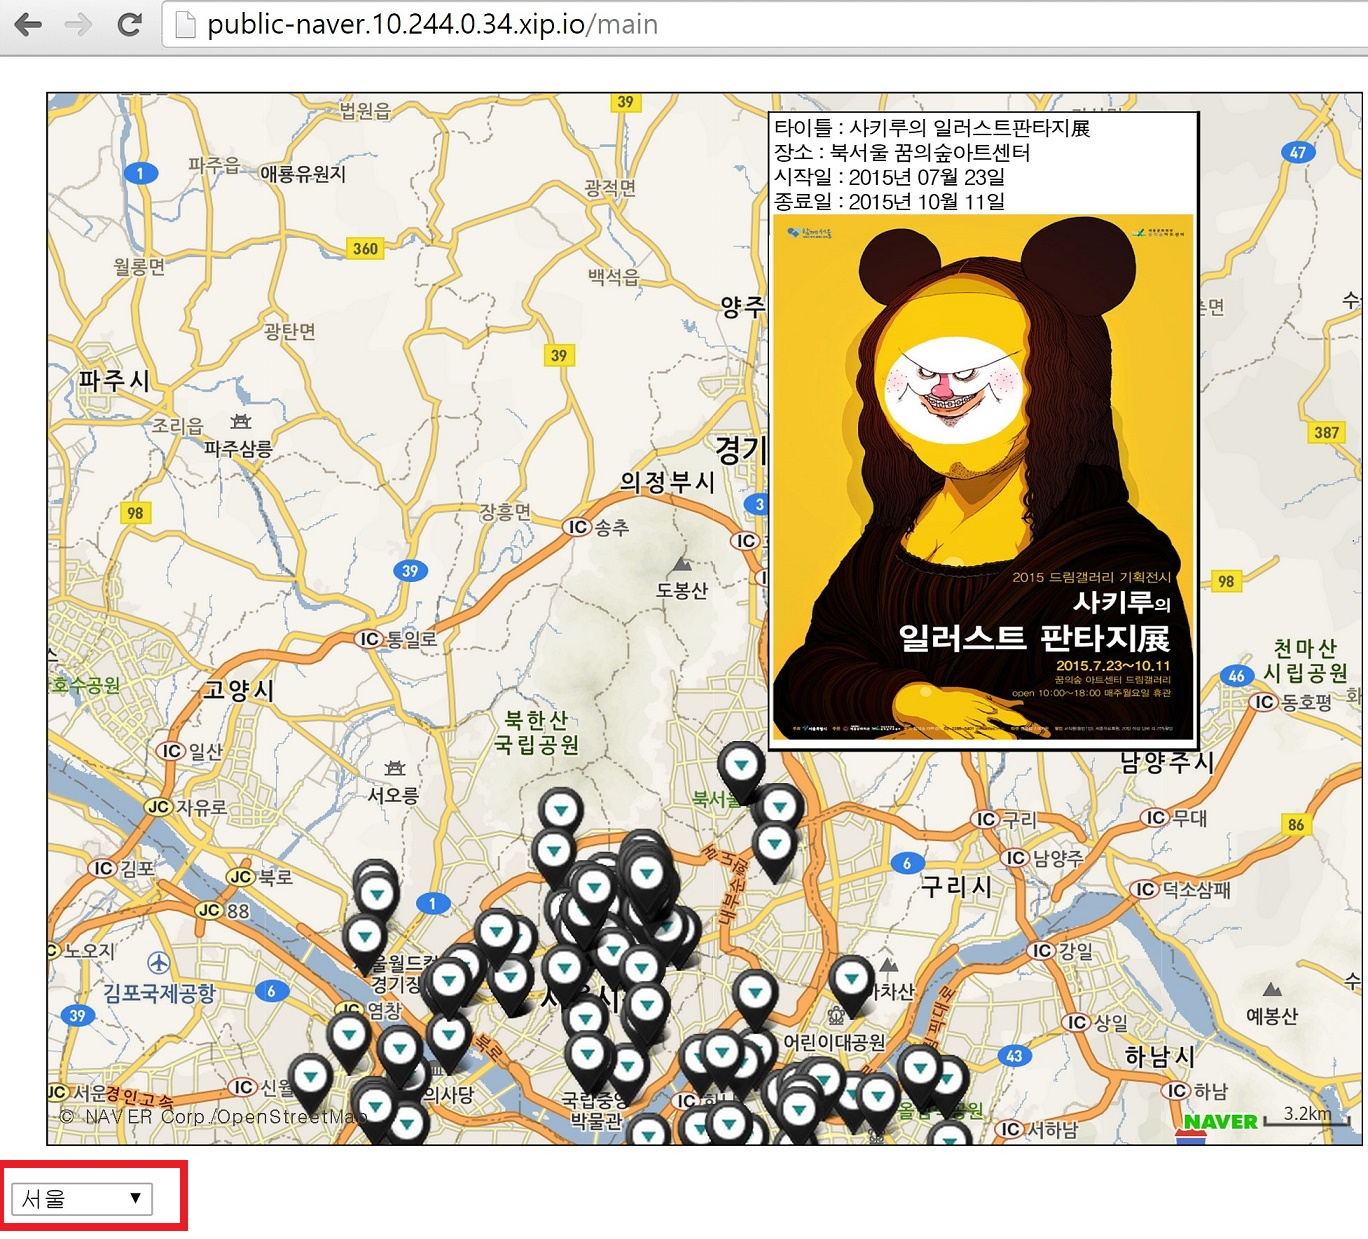 public-naver.10.244.0.34.xip.io/main
법원읍
39
파주읍
애룡유원지
1
광적면
47
360
월롱면
백석읍
양주
광탄면
39
파주시
조리읍
파주삼릉
경기
387
의정부시
98
장흥면
IC 송추
3
IC
39
도봉산
98
IC 통일로
천마산
시립공원
46
호수공원
고양시
IC 동호평
북한산
국립공원
IC 일산
서오릉
남양주시
JC 자유로
북서울
IC 구리
IC 무대
86
IC 김포
JC 북로
6
IC 남양주
구리시
IC 덕소삼패
1
JC 88
내부순환
노오지
IC 강일
경기장
김포국제공항
6
차산
수
예봉산
39
JC 염창
IC 상일
어린이대공원
43
하남시
북로
JC 서운
경인고속
IC 신월
의사당
국립중앙
박물관
IC
올림픽공원
IC 하남
IC 서하남
© NAVER Corp./OpenStreetMap
NAVER
3.2km
타이틀 : 사키루의 일러스트판타지展
장소 : 북서울 꿈의숲아트센터
시작일 : 2015년 07월 23일
종료일 : 2015년 10월 11일
함께서울
2015 드림갤러리 기획전시
사키루의
일러스트 판타지展
2015.7.23~10.11
꿈의숲 아트센터 드림갤러리
open 10:00~18:00 매주월요일 휴관
서울